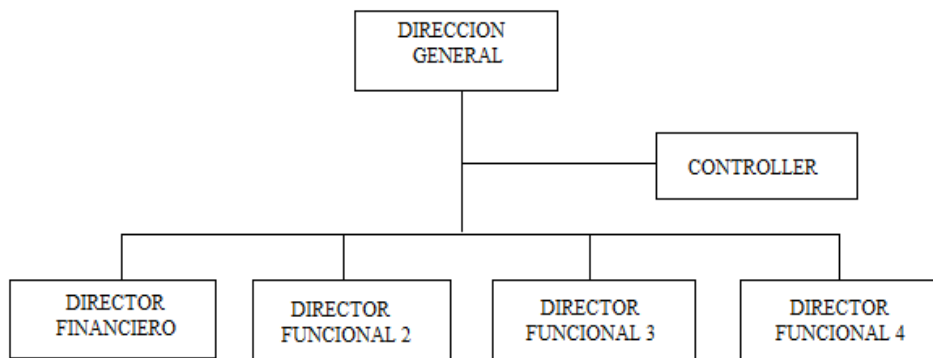 DIRECCION
GENERAL
CONTROLLER
DIRECTOR
FINANCIERO
DIRECTOR
FUNCIONAL 2
DIRECTOR
FUNCIONAL 3
DIRECTOR
FUNCIONAL 4